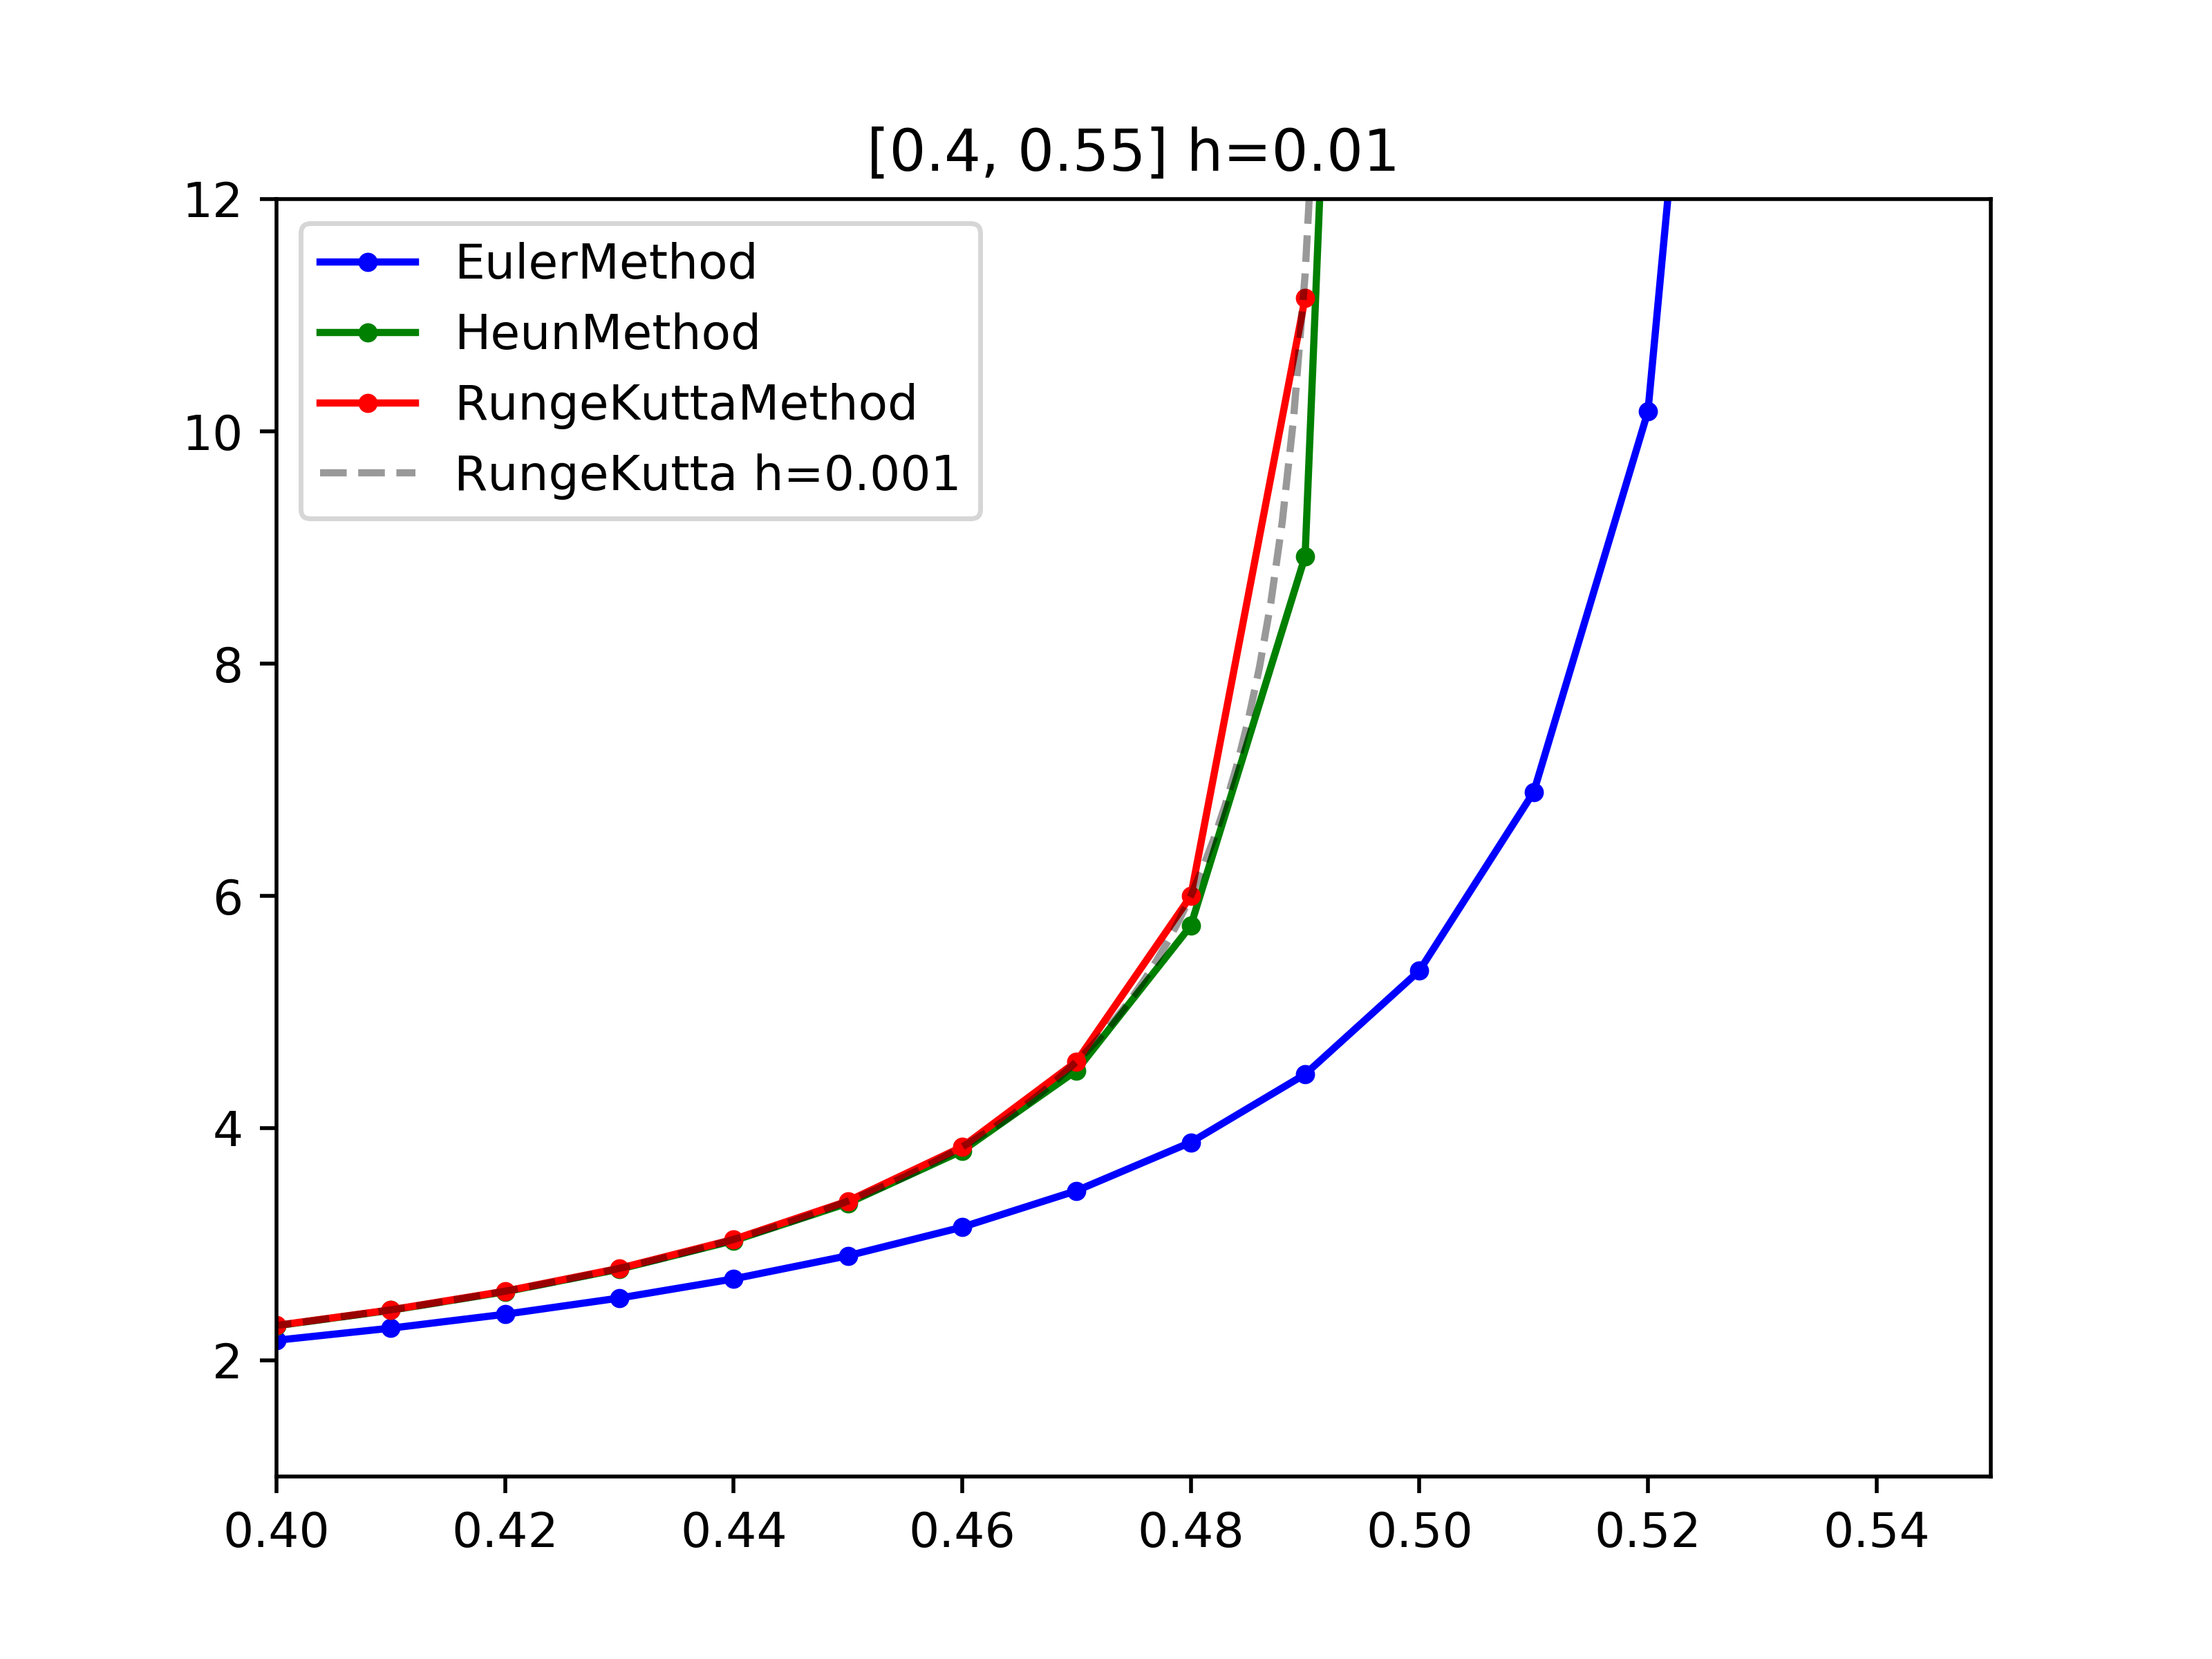 [0.4, 0.55] h=0.01
12
10
8
6
4
2
EulerMethod
HeunMethod
RungeKuttaMethod
RungeKutta h=0.001
0.40 0.42 0.44 0.46 0.48 0.50 0.52 0.54